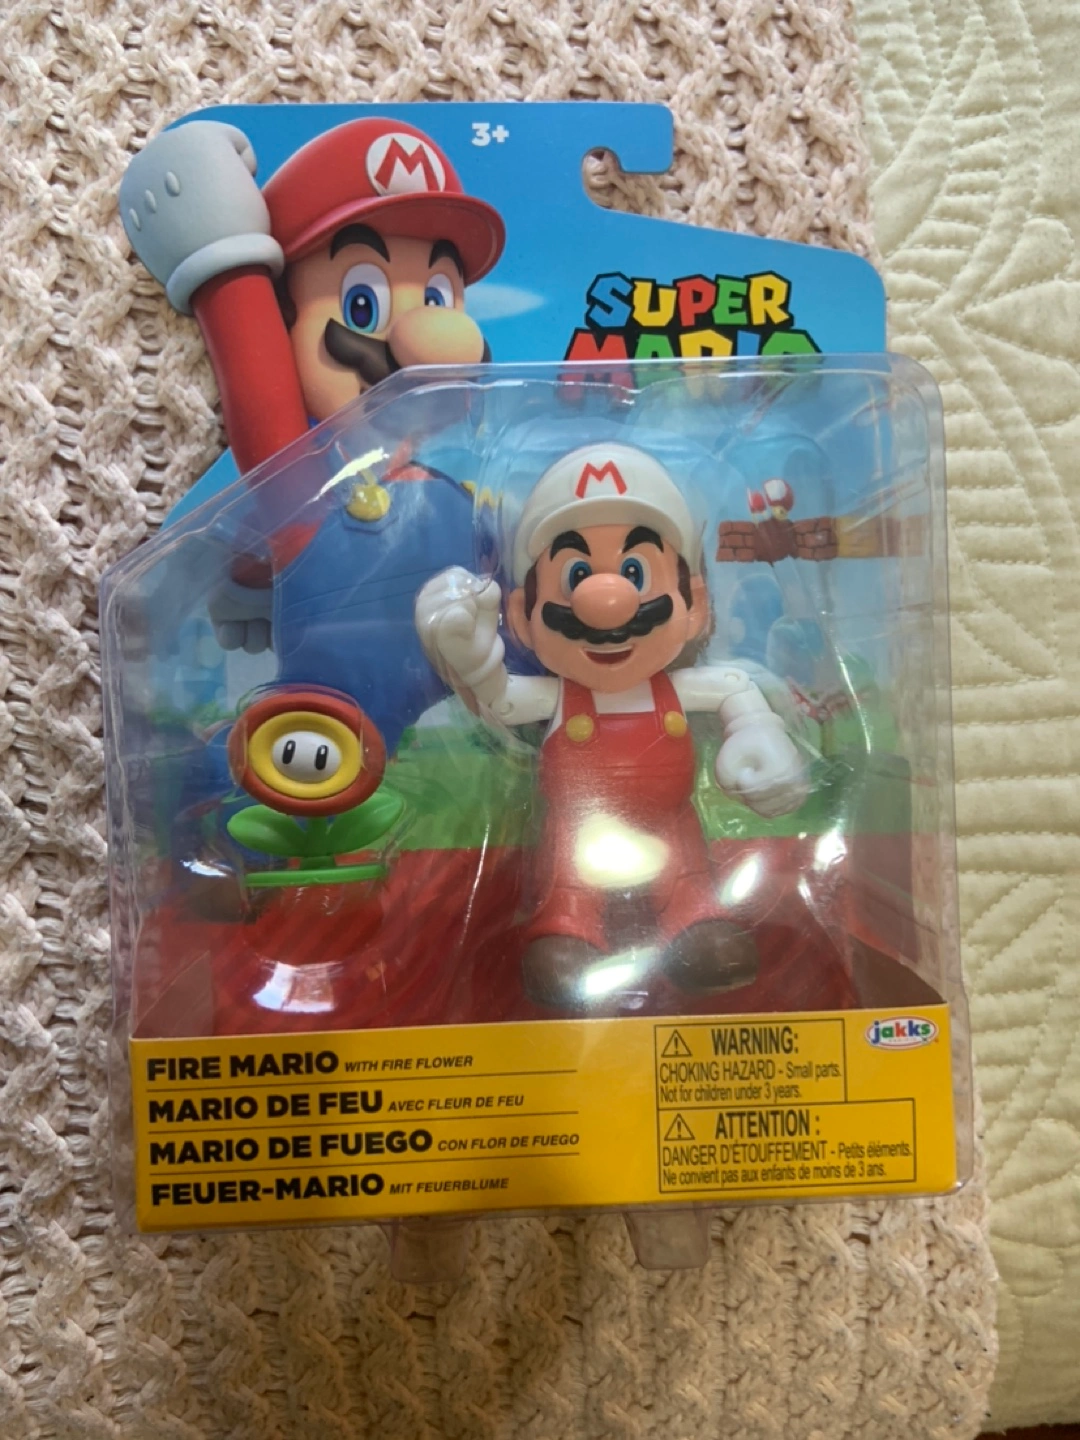 M
3+
SUPER
MARIO
M
FIRE MARIO WITH FIRE FLOWER
MARIO DE FEU AVEC FLEUR DE FEU
MARIO DE FUEGO CON FLOR DE FUEGO
FEUER-MARIO MIT FEUERBLUME
WARNING:
CHOKING HAZARD - Small parts.
Not for children under 3 years.
ATTENTION :
DANGER D'ÉTOUFFEMENT - Petits éléments.
Ne convient pas aux enfants de moins de 3 ans.
jakks